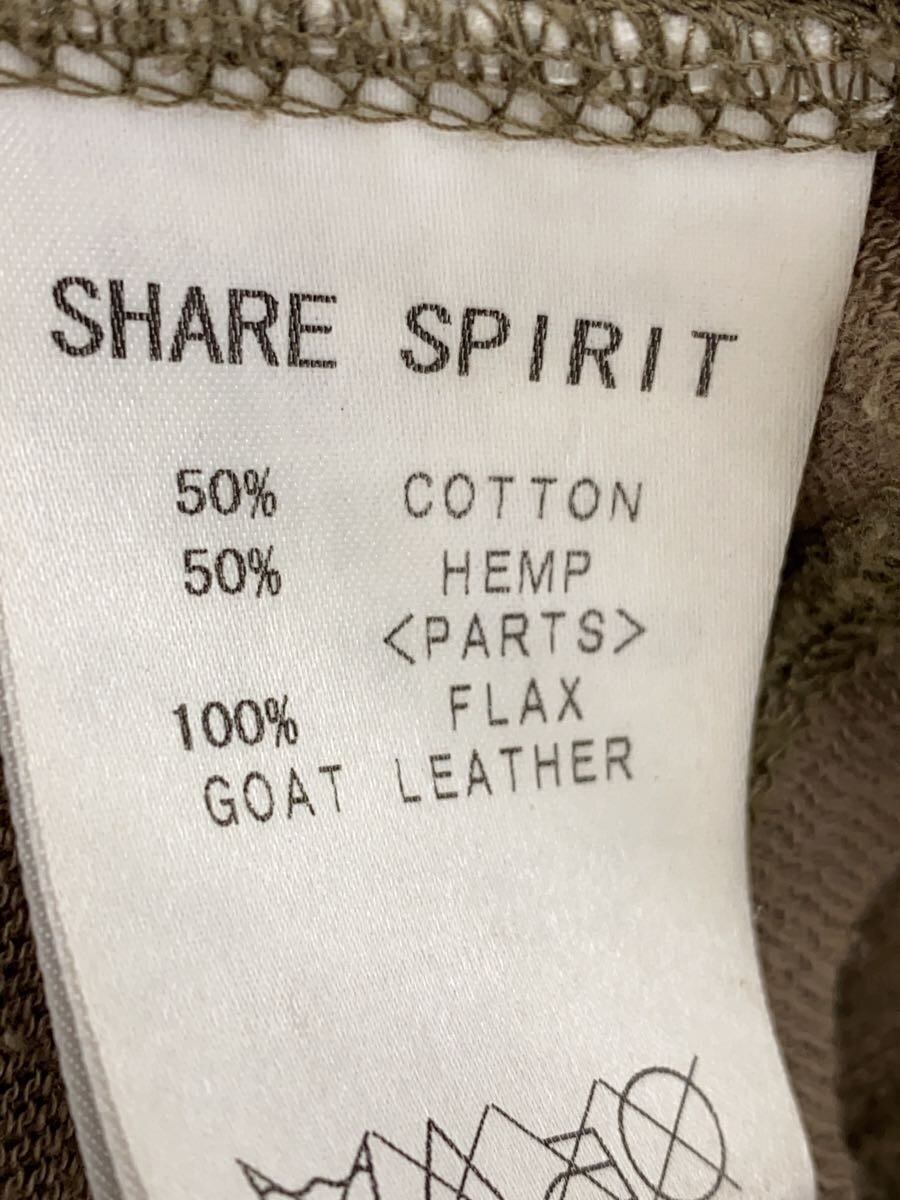 SHARE SPIRIT
50% COTTON
50% HEMP
<PARTS>
100% FLAX
GOAT LEATHER